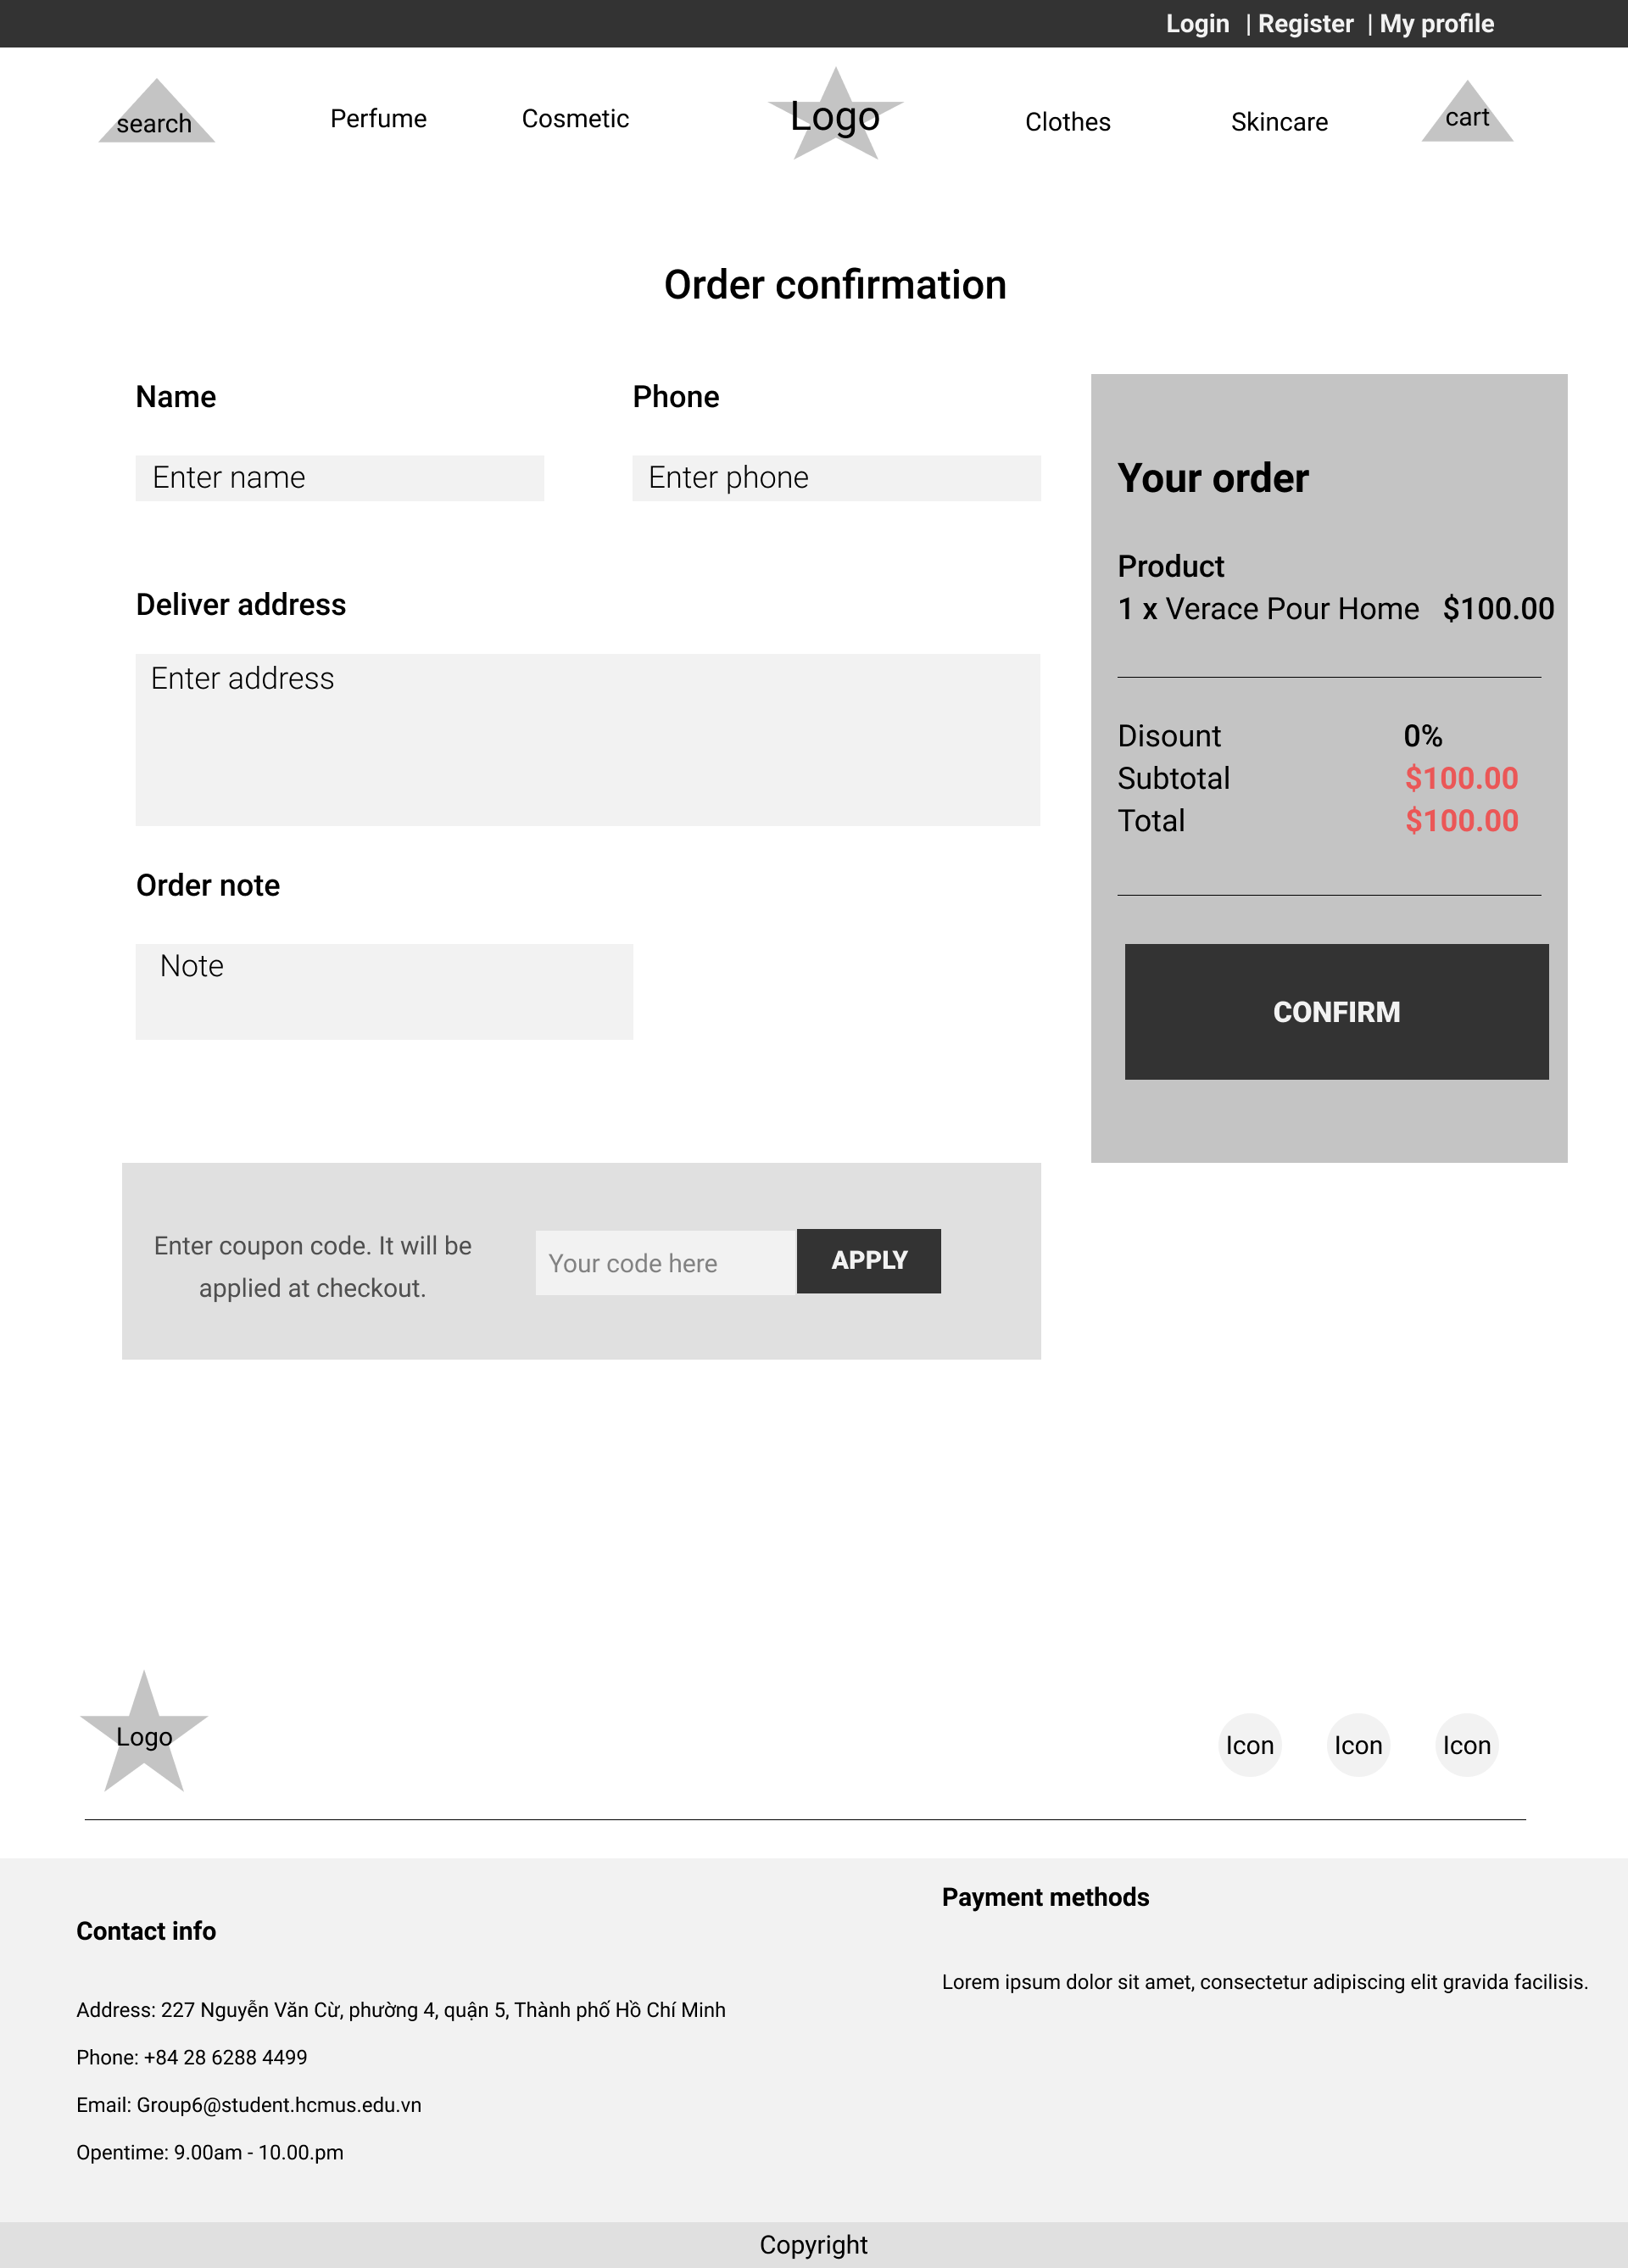 Login | Register | My profile
search Perfume Cosmetic Logo Clothes Skincare cart
Order confirmation
Name Phone
Enter name Enter phone
Deliver address
Enter address
Order note
Note
Your order
Product
1 x Verace Pour Home $100.00
Disount 0%
Subtotal $100.00
Total $100.00
CONFIRM
Enter coupon code. It will be
applied at checkout.
Your code here APPLY
Logo Icon Icon Icon
Contact info
Address: 227 Nguyễn Văn Cừ, phường 4, quận 5, Thành phố Hồ Chí Minh
Phone: +84 28 6288 4499
Email: Group6@student.hcmus.edu.vn
Opentime: 9.00am - 10.00.pm
Payment methods
Lorem ipsum dolor sit amet, consectetur adipiscing elit gravida facilisis.
Copyright